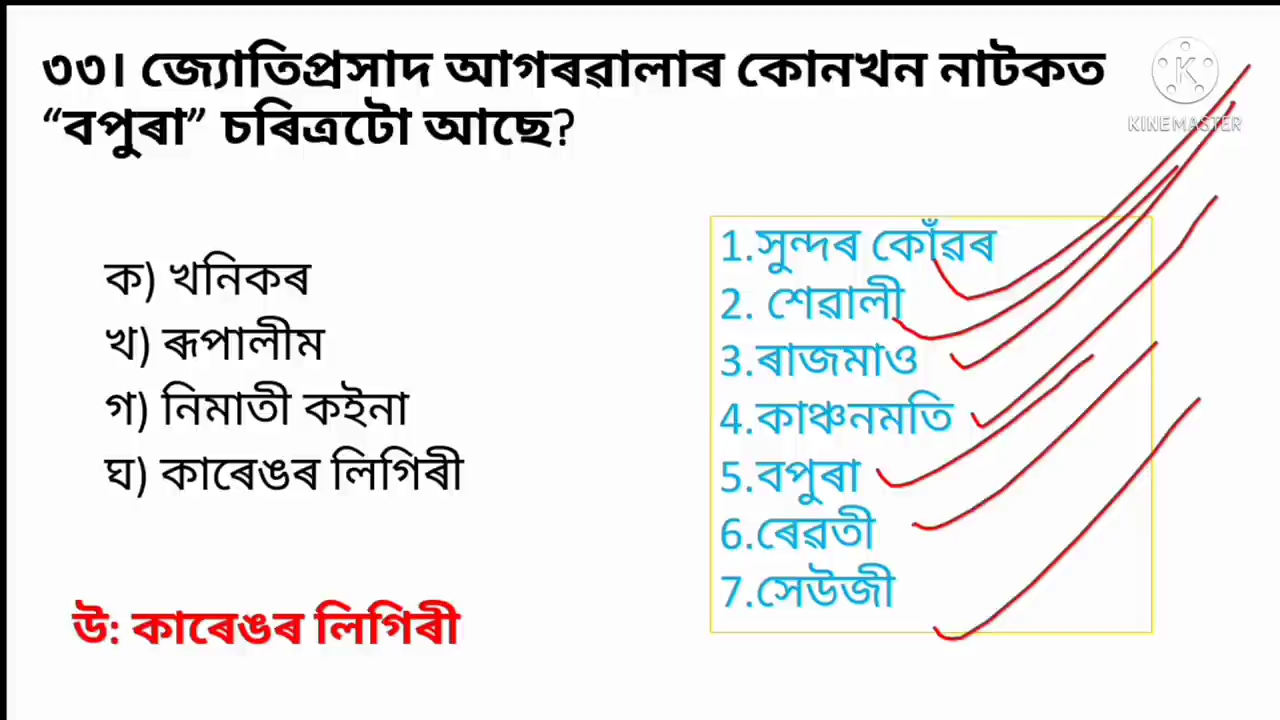 ৩৩। জ্যোতিপ্ৰসাদ আগৰৱালাৰ কোনখন নাটকত
“বপুৰা” চৰিত্ৰটো আছে?
KINEMASTER
ক) খনিকৰ
খ) ৰূপালীম
গ) নিমাতী কইনা
ঘ) কাৰেঙৰ লিগিৰী
উ: কাৰেঙৰ লিগিৰী
1.সুন্দৰ কোঁৱৰ
2. শেৱালী
3.ৰাজমাও
4.কাঞ্চনমতি
5.বপুৰা
6.ৰেৱতী
7.সেউজী